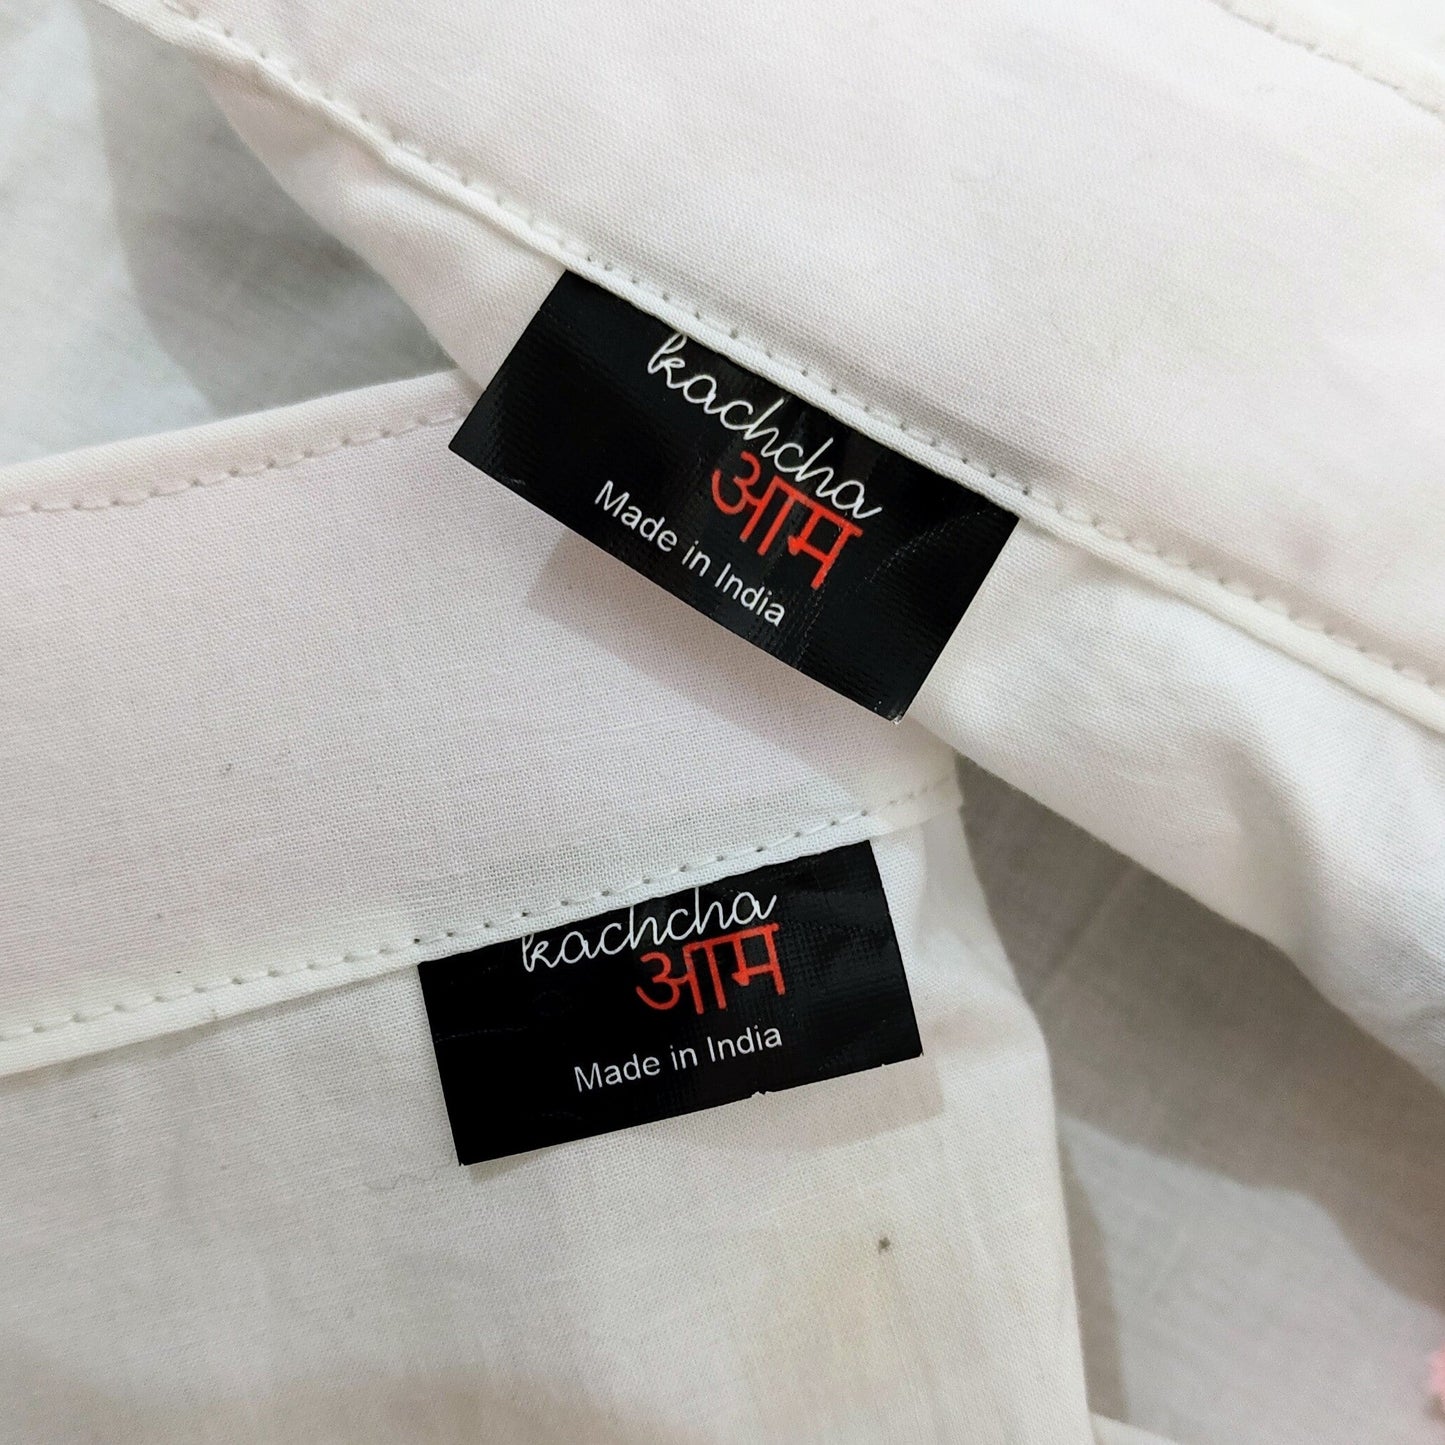 kachcha
आम
Made in India
kachcha
आम
Made in India